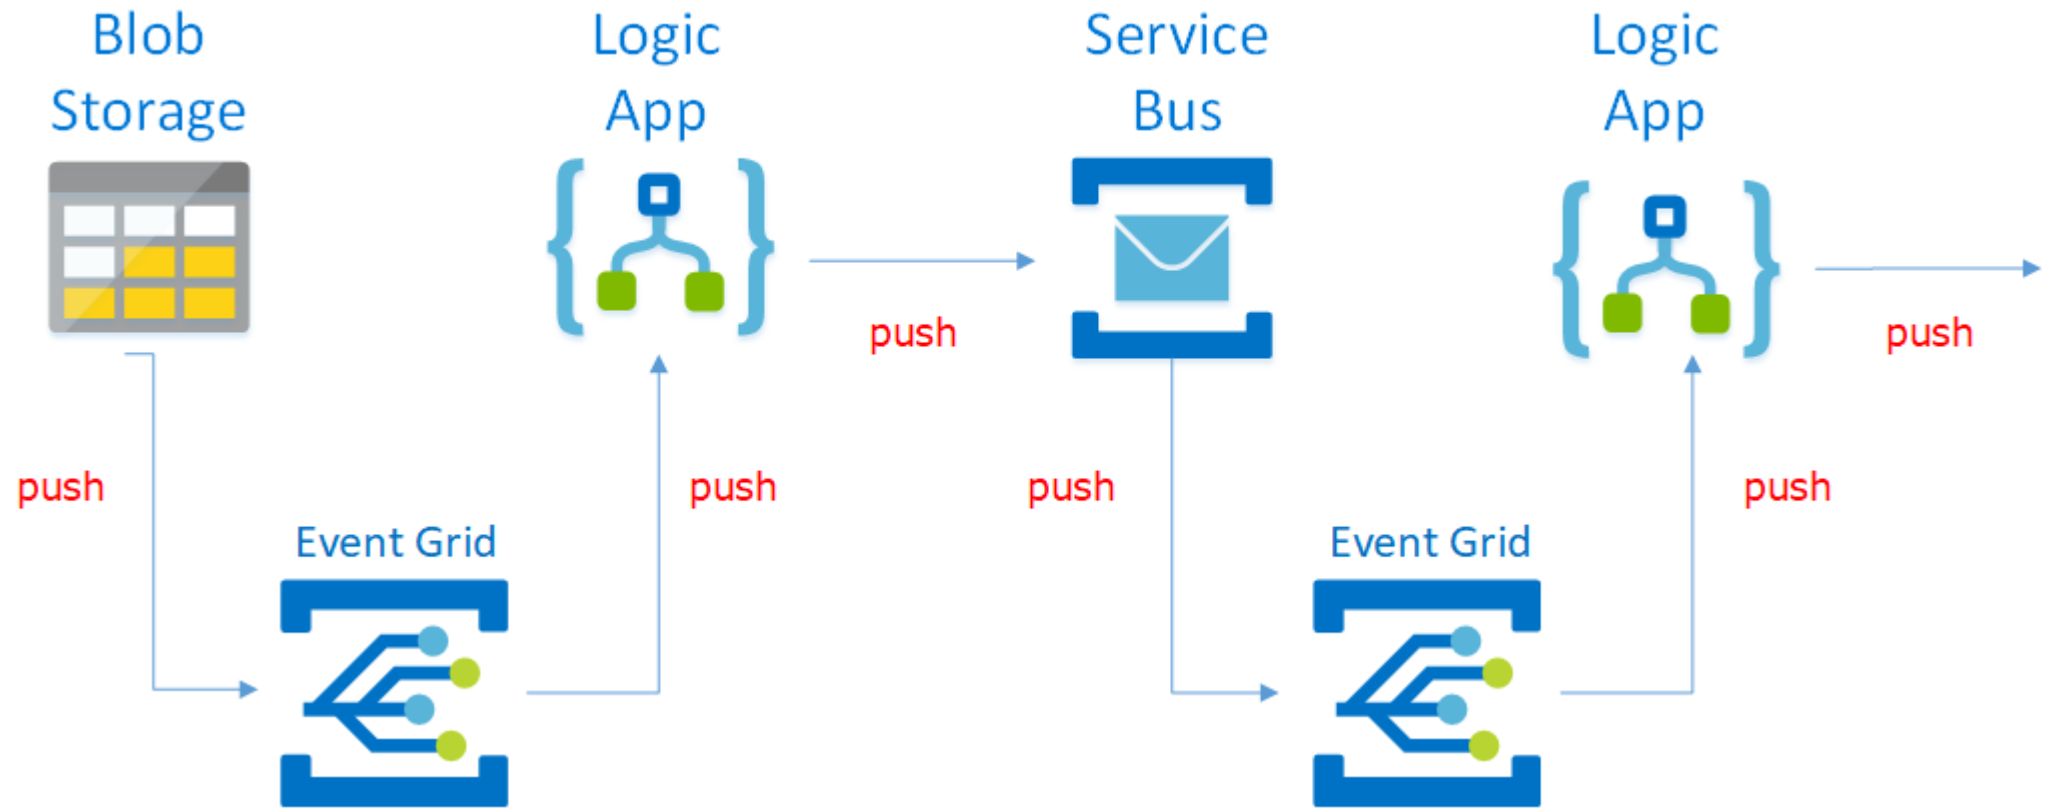 Blob
Storage
Logic
App
Service
Bus
Logic
App
push
push
push
push
push
push
Event Grid
Event Grid